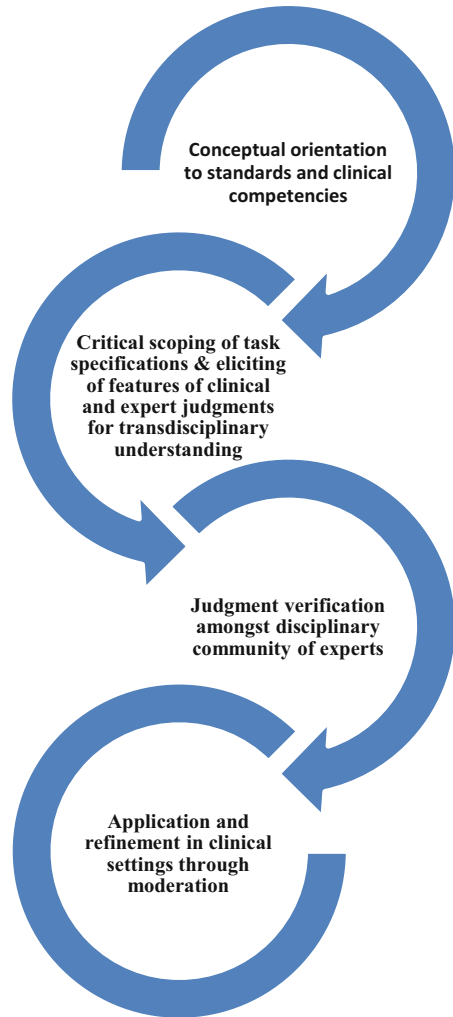 Conceptual orientation
to standards and clinical
competencies
Critical scoping of task
specifications & eliciting
of features of clinical
and expert judgments
for transdisciplinary
understanding
Judgment verification
amongst disciplinary
community of experts
Application and
refinement in clinical
settings through
moderation